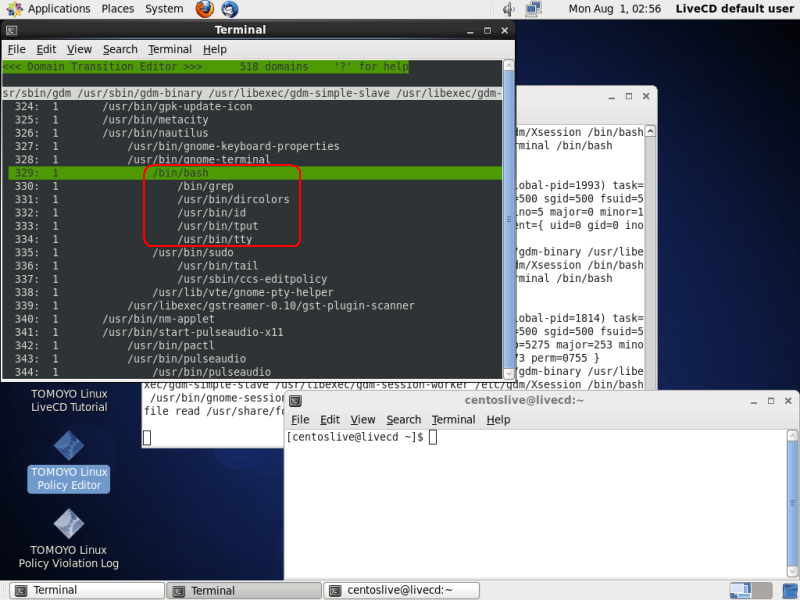 Applications Places System Mon Aug 1, 02:56 LiveCD default user
Terminal
File Edit View Search Terminal Help
<<< Domain Transition Editor >>> 518 domains '?' for help
sr/sbin/gdm /usr/sbin/gdm-binary /usr/libexec/gdm-simple-slave /usr/libexec/gdm-
324: 1 /usr/bin/gpk-update-icon
325: 1 /usr/bin/metacity
326: 1 /usr/bin/nautilus
327: 1 /usr/bin/gnome-keyboard-properties
328: 1 /usr/bin/gnome-terminal
329: 1 /bin/bash
330: 1 /bin/grep
331: 1 /usr/bin/dircolors
332: 1 /usr/bin/id
333: 1 /usr/bin/tput
334: 1 /usr/bin/tty
335: 1 /usr/bin/sudo
336: 1 /usr/bin/tail
337: 1 /usr/sbin/ccs-editpolicy
338: 1 /usr/lib/vte/gnome-pty-helper
339: 1 /usr/libexec/gstreamer-0.10/gst-plugin-scanner
340: 1 /usr/bin/nm-applet
341: 1 /usr/bin/start-pulseaudio-x11
342: 1 /usr/bin/pactl
343: 1 /usr/bin/pulseaudio
344: 1 /usr/bin/pulseaudio
dm/Xsession /bin/bash
rminal /bin/bash
obal-pid=1993) task=
=500 sgid=500 fsuid=5
no=5 major=0 minor=1
ent={ uid=0 gid=0 ino
/gdm-binary /usr/libe
dm/Xsession /bin/bash
rminal /bin/bash
obal-pid=1814) task=
=500 sgid=500 fsuid=5
=5275 major=253 mino
73 perm=0755 }
/gdm-binary /usr/libe
xec/gdm-simple-slave /usr/libexec/gdm-session-worker /etc/gdm/Xsession /bin/bash
/usr/bin/gnome-session
file read /usr/share/fo
TOMOYO Linux
LiveCD Tutorial
TOMOYO Linux
Policy Editor
TOMOYO Linux
Policy Violation Log
centoslive@livecd:~
File Edit View Search Terminal Help
[centoslive@livecd ~]$
Terminal Terminal centoslive@livecd:~